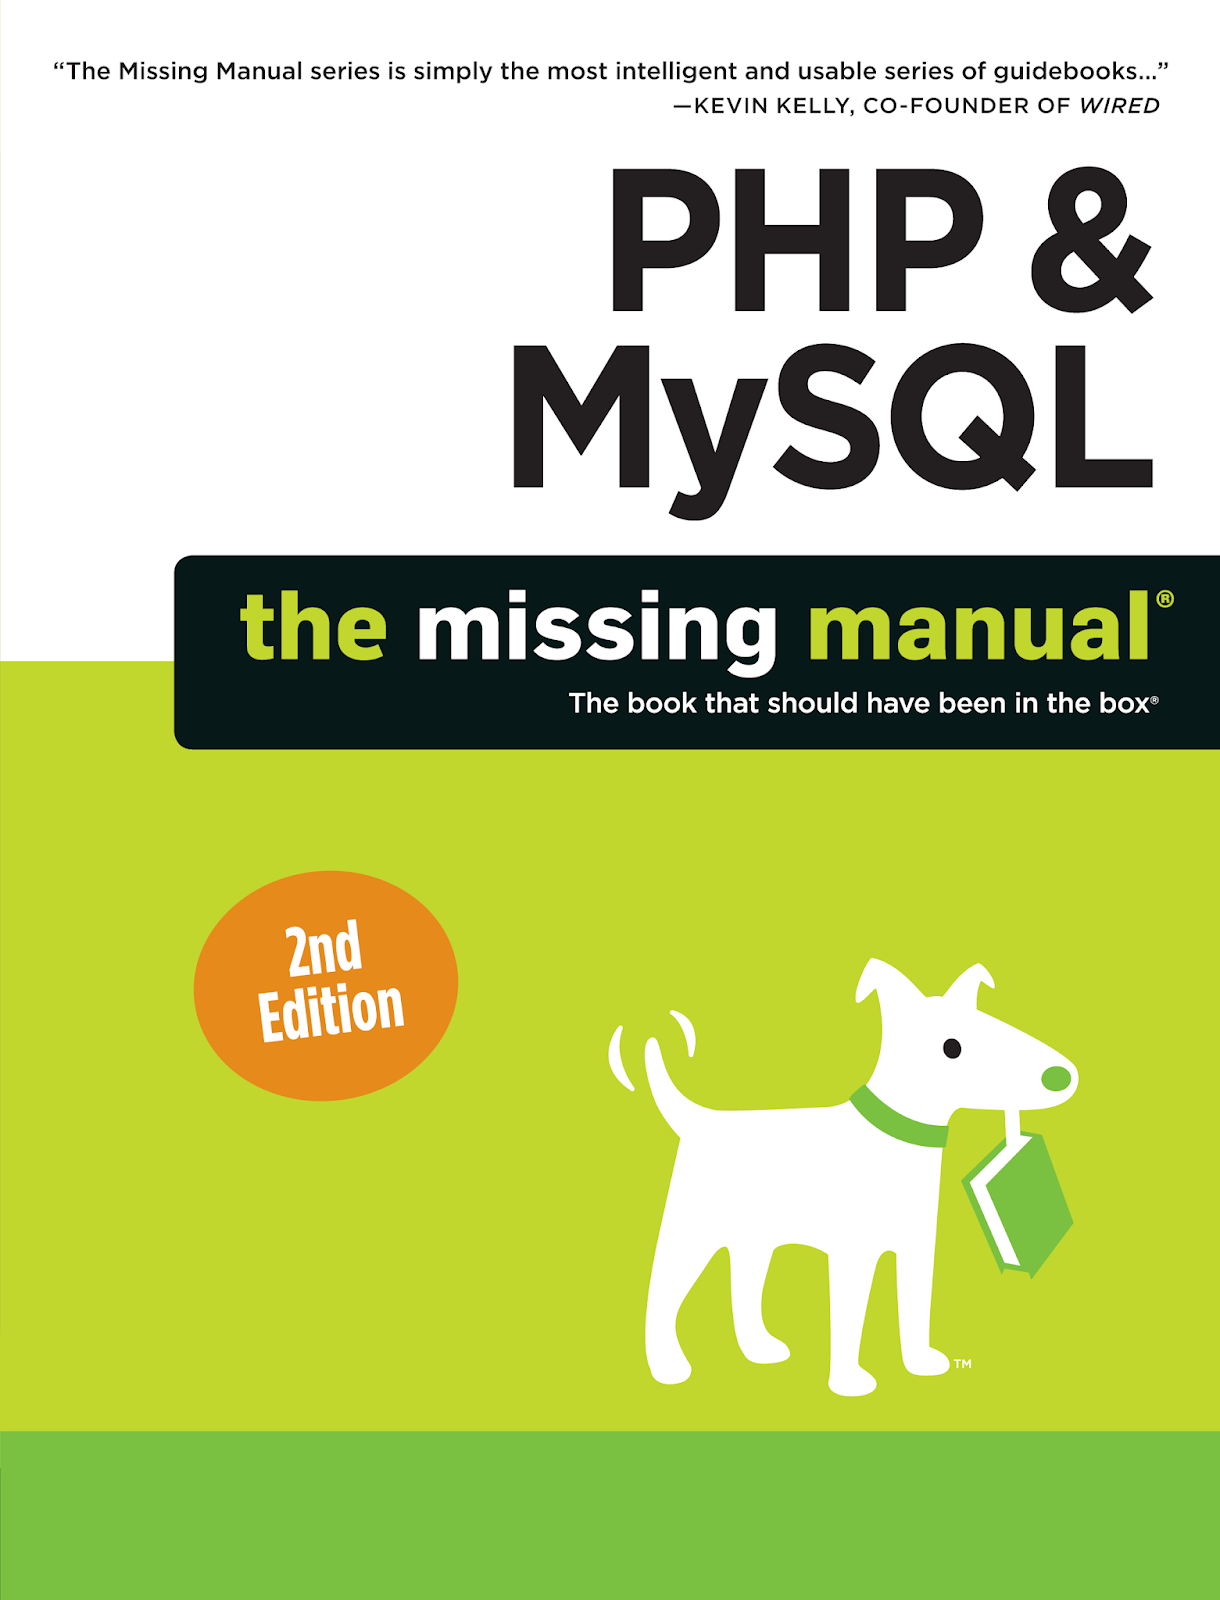 “The Missing Manual series is simply the most intelligent and usable series of guidebooks...”
—KEVIN KELLY, CO-FOUNDER OF WIRED
PHP &
MySQL
the missing manual®
The book that should have been in the box®
2nd
Edition
™